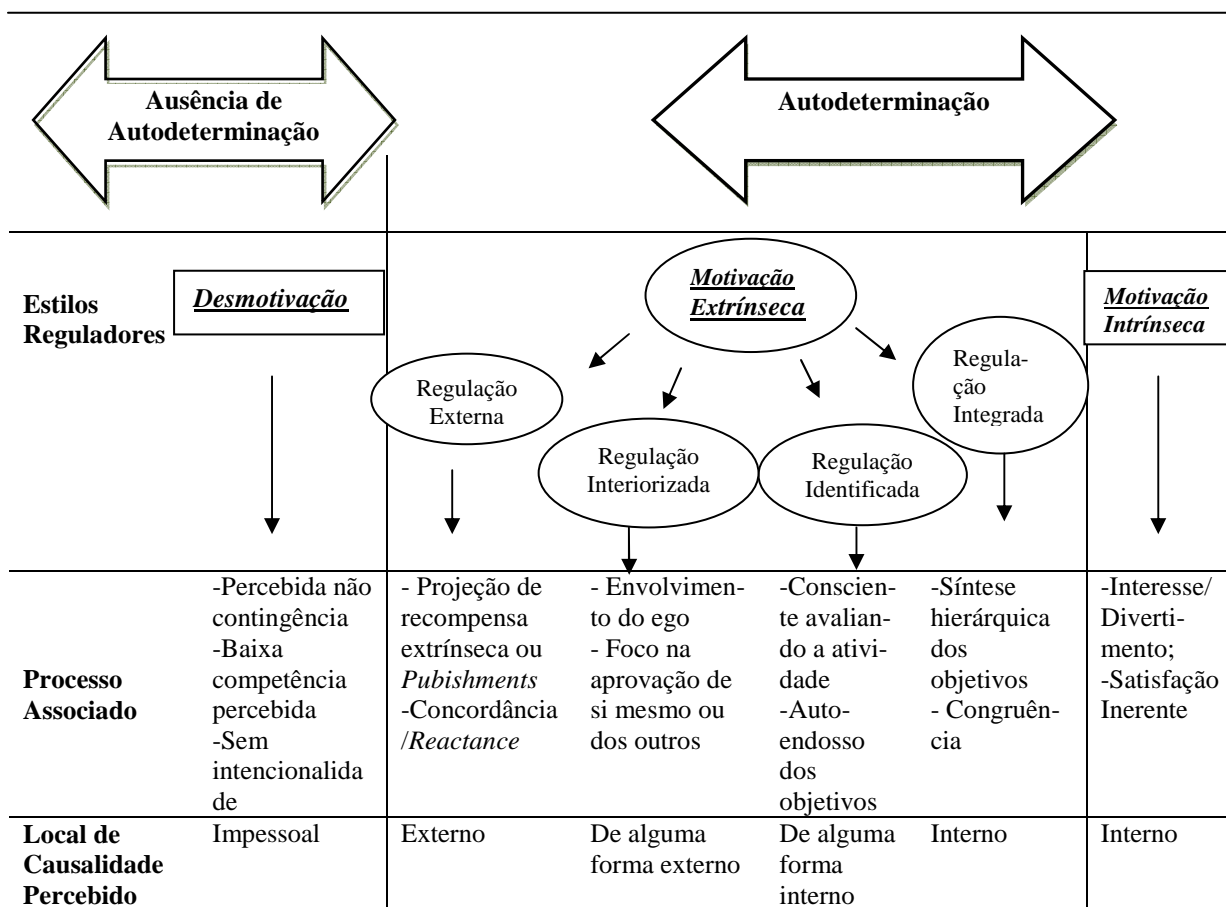 Ausência de
Autodeterminação
Autodeterminação
Estilos
Reguladores
Desmotivação
Motivação
Extrínseca
Motivação
Intrínseca
Regulação
Externa
Regulação
Interiorizada
Regulação
Identificada
Regula-
ção
Integrada
Processo
Associado
-Percebida não
contingência
-Baixa
competência
percebida
-Sem
intencionalida
de
- Projeção de
recompensa
extrínseca ou
Pubishments
-Concordância
/Reactance
- Envolvimen-
to do ego
- Foco na
aprovação de
si mesmo ou
dos outros
-Conscien-
te avalian-
do a ativi-
dade
-Auto-
endosso
dos
objetivos
-Síntese
hierárquica
dos
objetivos
- Congruên-
cia
-Interesse/
Diverti-
mento;
-Satisfação
Inerente
Local de
Causalidade
Percebido
Impessoal
Externo
De alguma
forma externo
De alguma
forma
interno
Interno
Interno